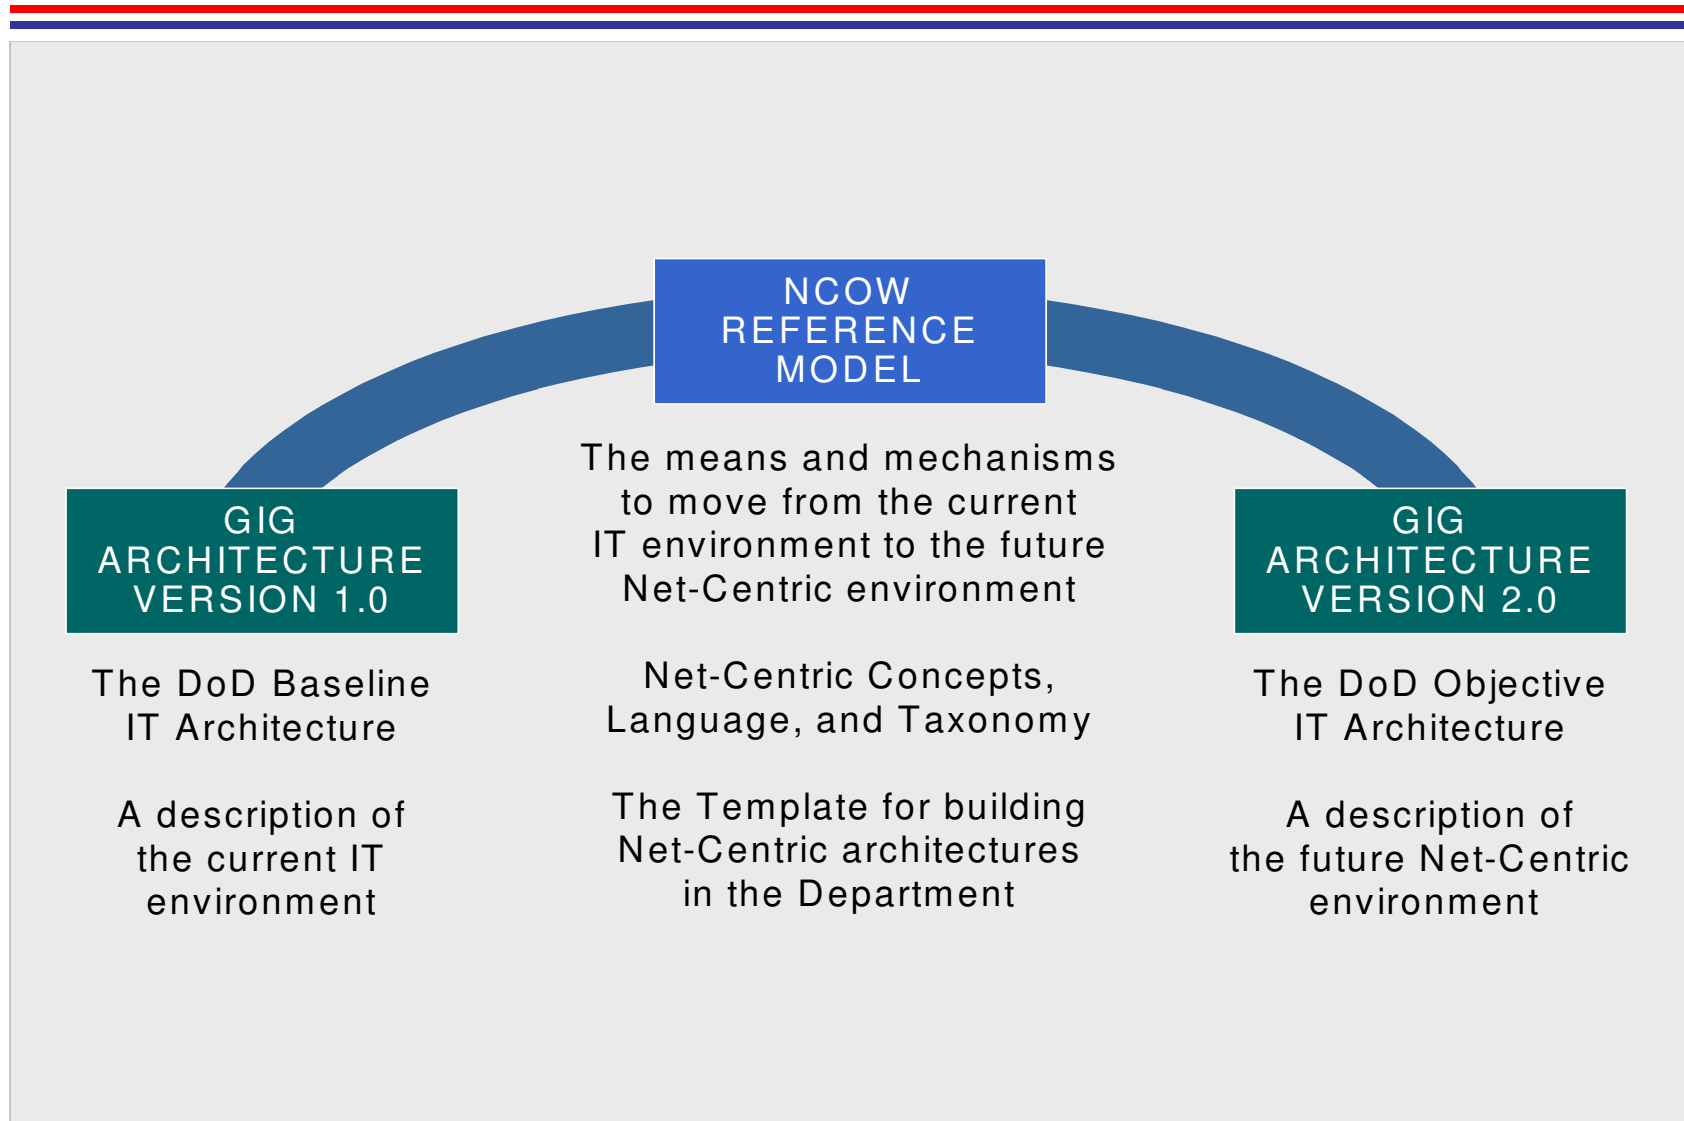 NCOW
REFERENCE
MODEL
The means and mechanisms
to move from the current
IT environment to the future
Net-Centric environment
Net-Centric Concepts,
Language, and Taxonomy
The Template for building
Net-Centric architectures
in the Department
GIG
ARCHITECTURE
VERSION 1.0
The DoD Baseline
IT Architecture
A description of
the current IT
environment
GIG
ARCHITECTURE
VERSION 2.0
The DoD Objective
IT Architecture
A description of
the future Net-Centric
environment